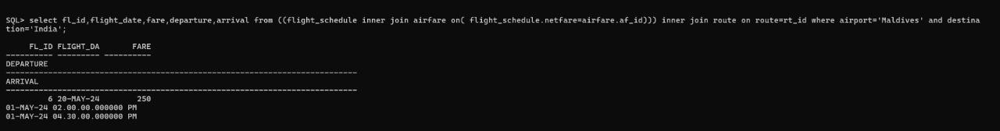 SQL> select fl_id,flight_date,fare,departure,arrival from ((flight_schedule inner join airfare on( flight_schedule.netfare=airfare.af_id))) inner join route on route=rt_id where airport='Maldives' and destina
tion='India';
FL_ID FLIGHT_DA FARE
---------- --------- ----------
DEPARTURE
---------------------------------------------------------------------------
ARRIVAL
---------------------------------------------------------------------------
6 20-MAY-24 250
01-MAY-24 02.00.00.000000 PM
01-MAY-24 04.30.00.000000 PM